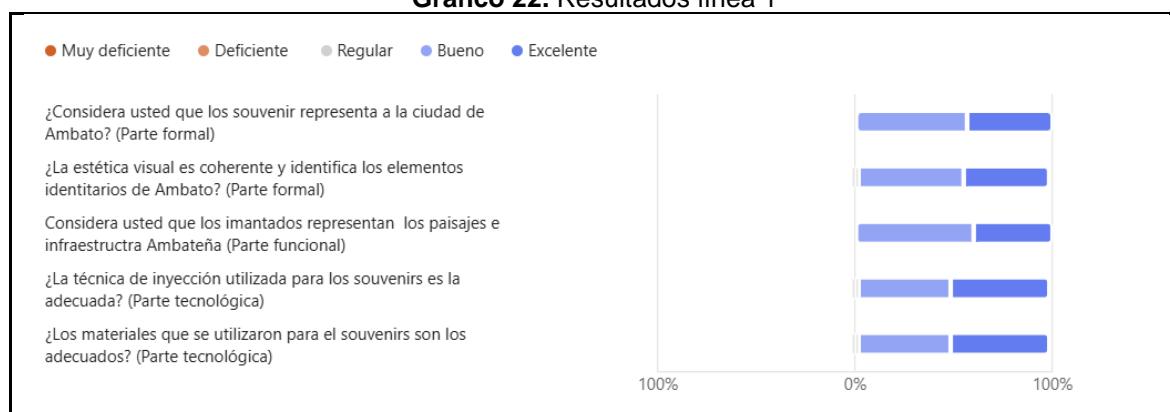 Gráfico 22. Resultados línea 1
Muy deficiente Deficiente Regular Bueno Excelente
¿Considera usted que los souvenir representa a la ciudad de
Ambato? (Parte formal)
¿La estética visual es coherente y identifica los elementos
identitarios de Ambato? (Parte formal)
Considera usted que los imantados representan los paisajes e
infraestructra Ambateña (Parte funcional)
¿La técnica de inyección utilizada para los souvenirs es la
adecuada? (Parte tecnológica)
¿Los materiales que se utilizaron para el souvenirs son los
adecuados? (Parte tecnológica)
100% 0% 100%